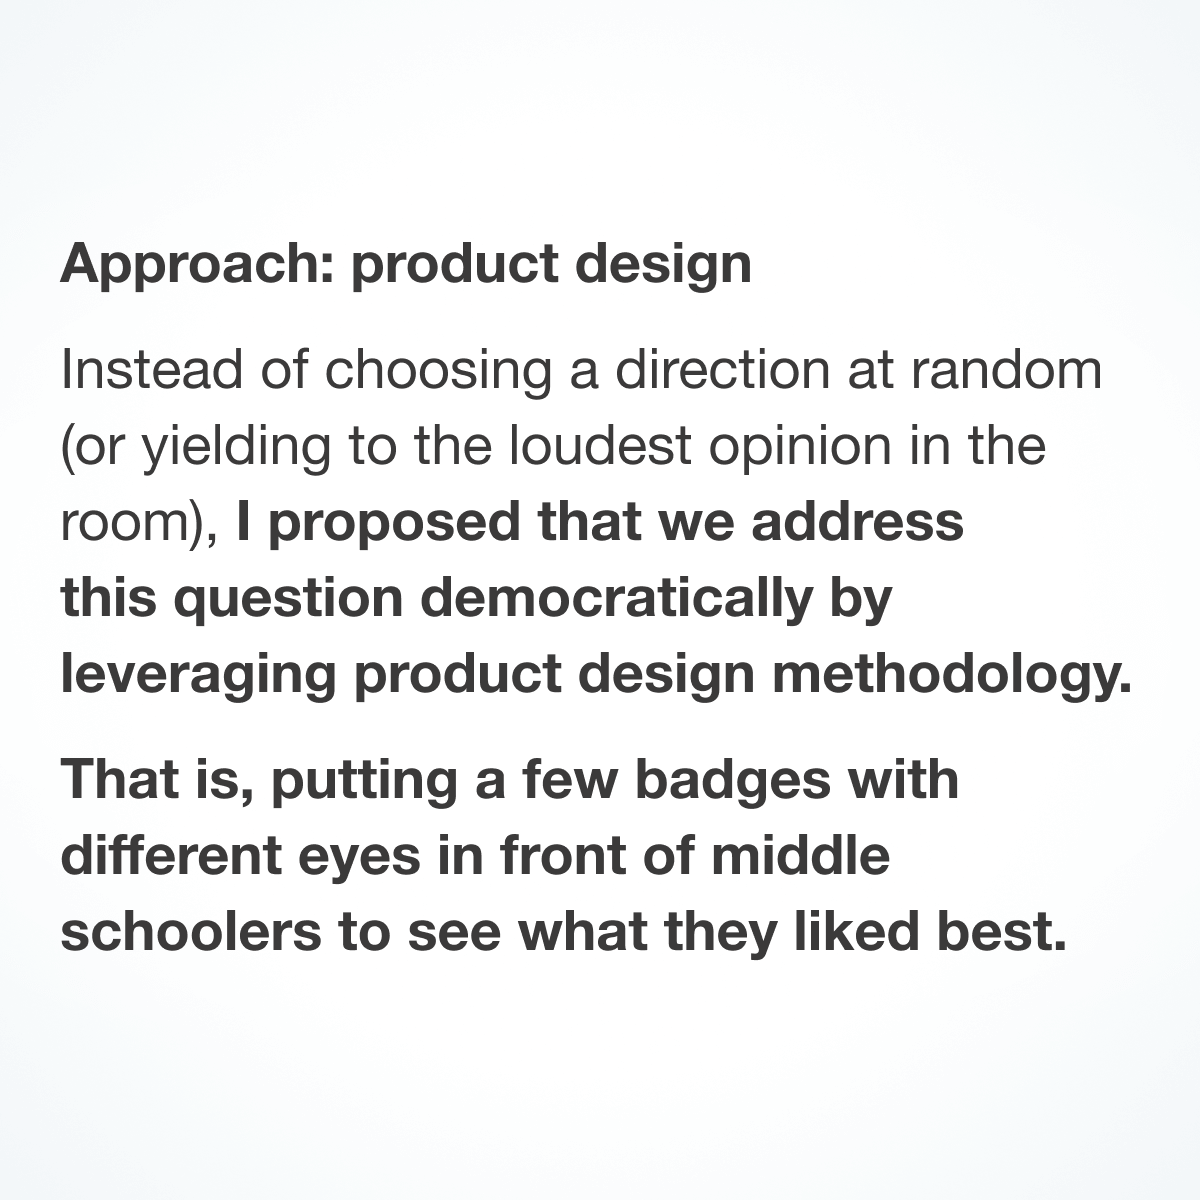 Approach: product design
Instead of choosing a direction at random
(or yielding to the loudest opinion in the
room), I proposed that we address
this question democratically by
leveraging product design methodology.
That is, putting a few badges with
different eyes in front of middle
schoolers to see what they liked best.